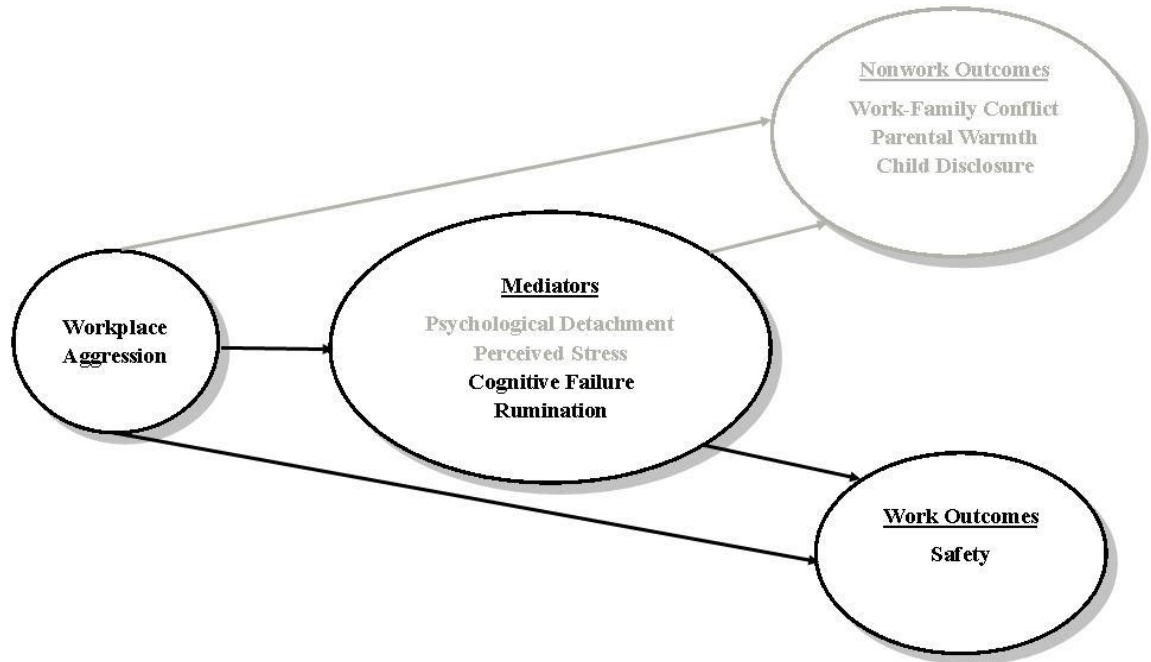 Nonwork Outcomes
Work-Family Conflict
Parental Warmth
Child Disclosure
Mediators
Psychological Detachment
Perceived Stress
Cognitive Failure
Rumination
Workplace
Aggression
Work Outcomes
Safety